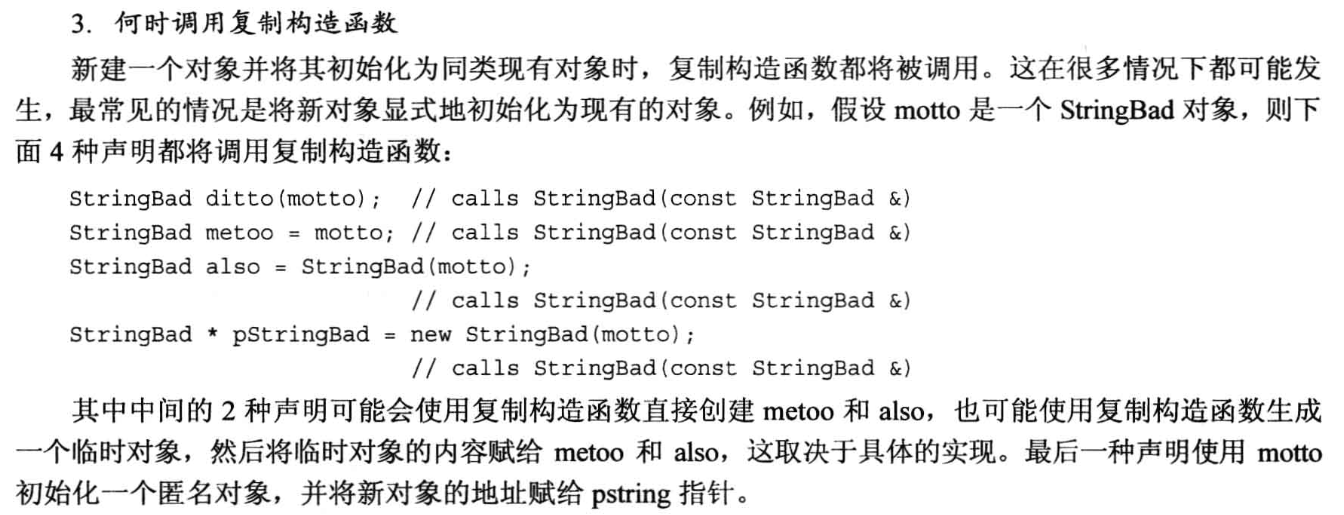 3. 何时调用复制构造函数
新建一个对象并将其初始化为同类现有对象时，复制构造函数都将被调用。这在很多情况下都可能发
生，最常见的情况是将新对象显式地初始化为现有的对象。例如，假设 motto 是一个 StringBad 对象，则下
面 4 种声明都将调用复制构造函数：
StringBad ditto(motto);  // calls StringBad(const StringBad &)
StringBad metoo = motto; // calls StringBad(const StringBad &)
StringBad also = StringBad(motto);
// calls StringBad(const StringBad &)
StringBad * pStringBad = new StringBad(motto);
// calls StringBad(const StringBad &)
其中中间的 2 种声明可能会使用复制构造函数直接创建 metoo 和 also，也可能使用复制构造函数生成
一个临时对象，然后将临时对象的内容赋给 metoo 和 also，这取决于具体的实现。最后一种声明使用 motto
初始化一个匿名对象，并将新对象的地址赋给 pstring 指针。